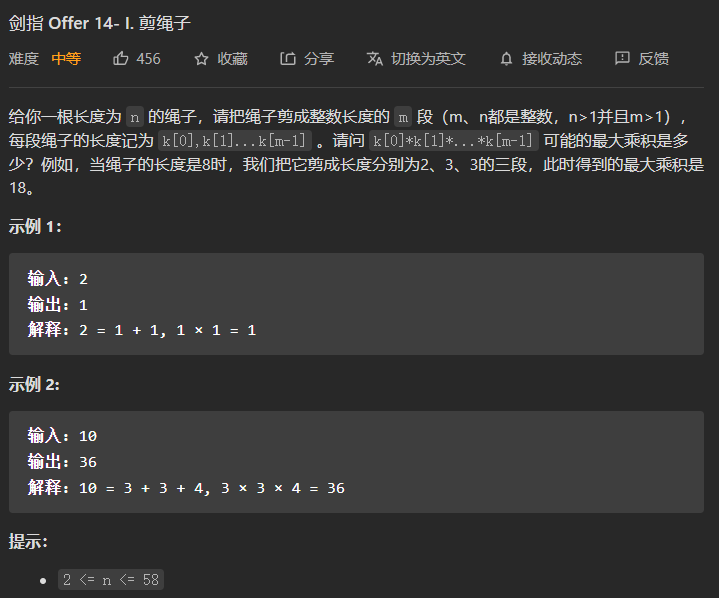 剑指 Offer 14- I. 剪绳子
难度 中等 456 收藏 分享 切换为英文 接收动态 反馈
给你一根长度为 n 的绳子，请把绳子剪成整数长度的 m 段（m、n都是整数，n>1并且m>1），
每段绳子的长度记为 k[0],k[1]...k[m-1] 。请问 k[0]*k[1]*...*k[m-1] 可能的最大乘积是多
少？例如，当绳子的长度是8时，我们把它剪成长度分别为2、3、3的三段，此时得到的最大乘积是
18。
示例 1：
输入：2
输出：1
解释：2 = 1 + 1, 1 × 1 = 1
示例 2:
输入：10
输出：36
解释：10 = 3 + 3 + 4, 3 × 3 × 4 = 36
提示：
2 <= n <= 58